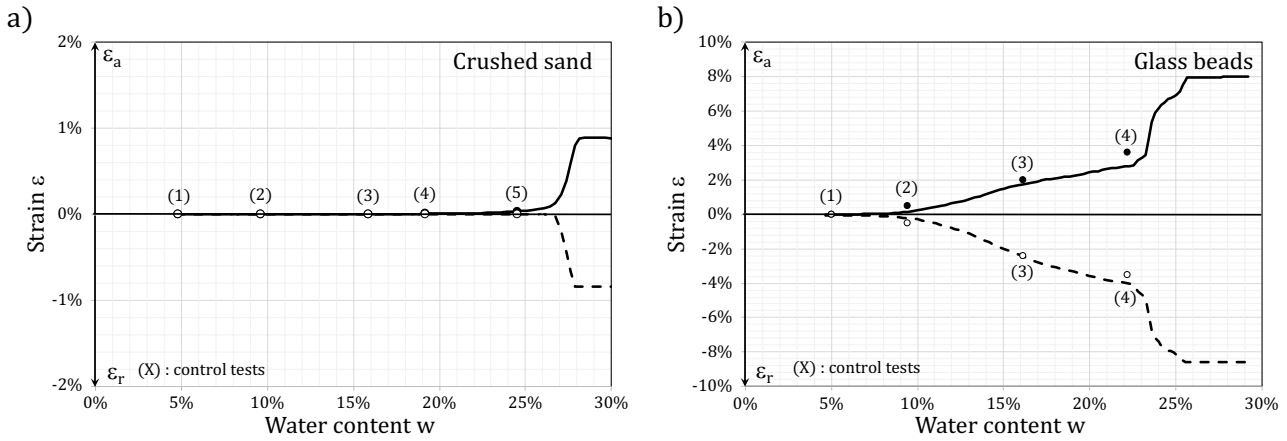 a)
2%
εa
Crushed sand
1%
(1)
(2)
(3)
(4)
(5)
0%
Strain ε
-1%
εr
(X) : control tests
-2%
0%
5%
10%
15%
20%
25%
30%
Water content w
b)
10%
εa
Glass beads
8%
6%
4%
(4)
(3)
2%
(2)
(1)
0%
Strain ε
-2%
(3)
-4%
(4)
-6%
-8%
εr
(X) : control tests
-10%
0%
5%
10%
15%
20%
25%
30%
Water content w